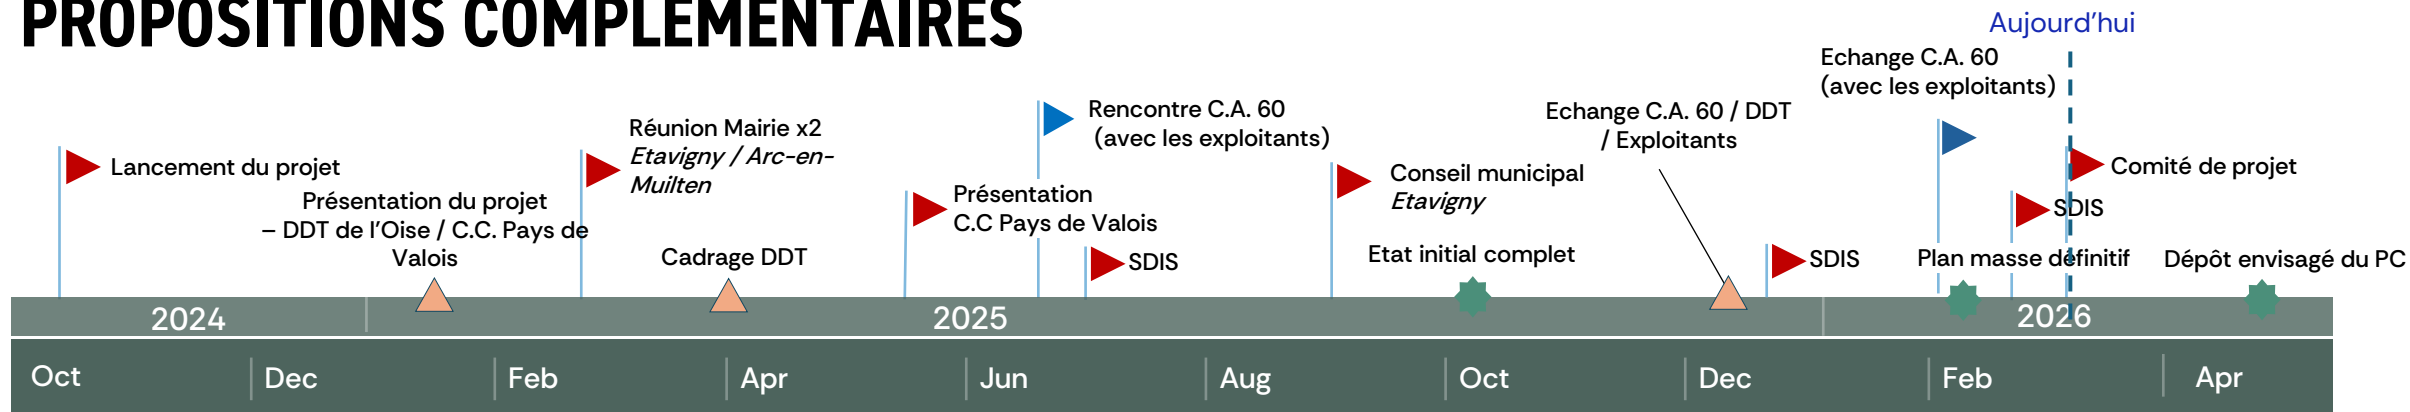 PROPOSITIONS COMPLEMENTAIRES
Aujourd'hui
Lancement du projet
Présentation du projet
– DDT de l'Oise / C.C. Pays de
Valois
Réunion Mairie x2
Etavigny / Arc-en-
Muilten
Cadrage DDT
Présentation
C.C Pays de Valois
Rencontre C.A. 60
(avec les exploitants)
SDIS
Conseil municipal
Etavigny
Etat initial complet
Echange C.A. 60 / DDT
/ Exploitants
SDIS
Echange C.A. 60
(avec les exploitants)
Plan masse définitif
SDIS
Comité de projet
Dépôt envisagé du PC
2024
2025
2026
Oct
Dec
Feb
Apr
Jun
Aug
Oct
Dec
Feb
Apr